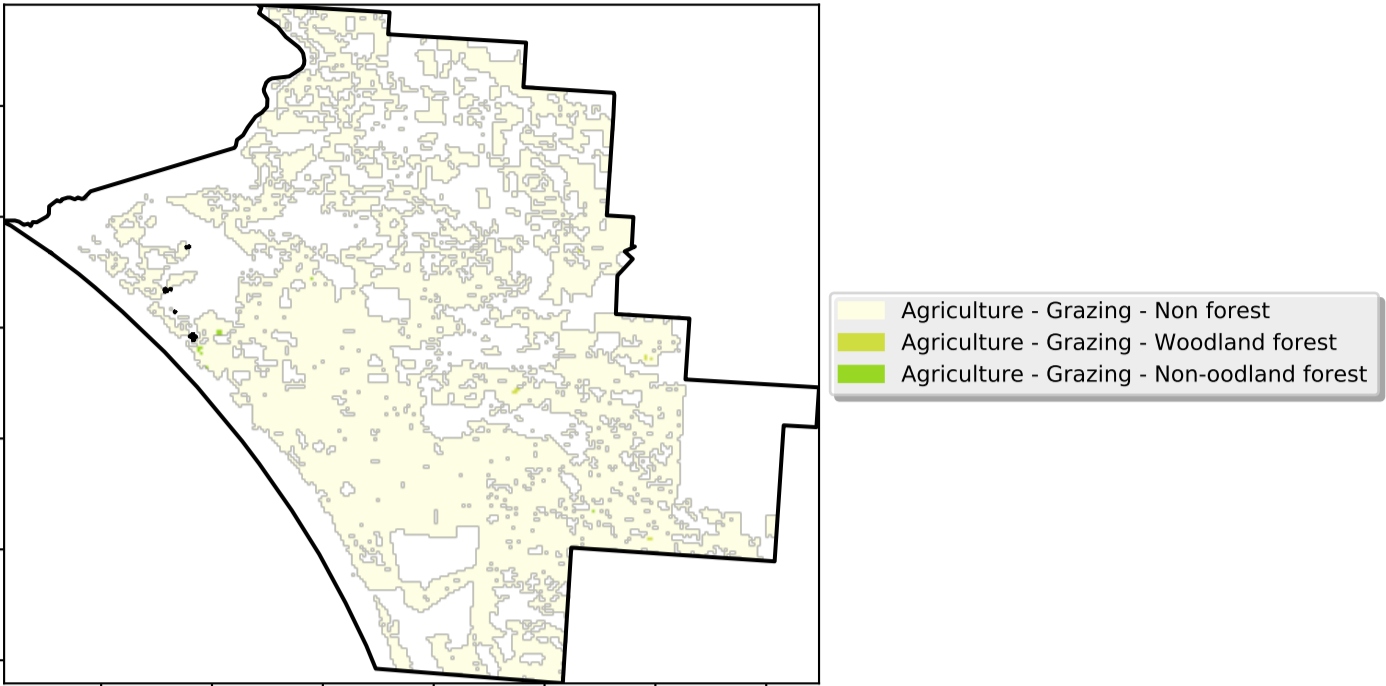 Agriculture - Grazing - Non forest
Agriculture - Grazing - Woodland forest
Agriculture - Grazing - Non-oodland forest